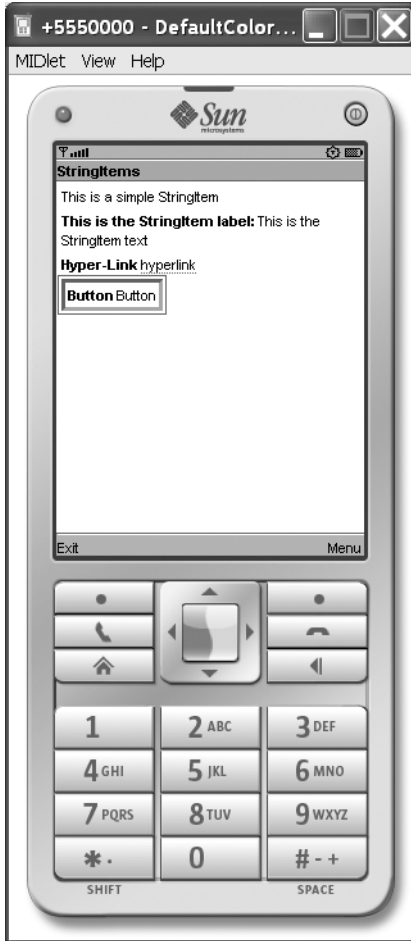 +5550000 - DefaultColor...
MIDlet View Help
Sun
microsystems
StringItems
This is a simple StringItem
This is the StringItem label: This is the
StringItem text
Hyper-Link hyperlink
Button Button
Exit Menu
1 2 ABC 3 DEF
4 GHI 5 JKL 6 MNO
7 PQRS 8 TUV 9 WXYZ
* . 0 # - +
SHIFT SPACE